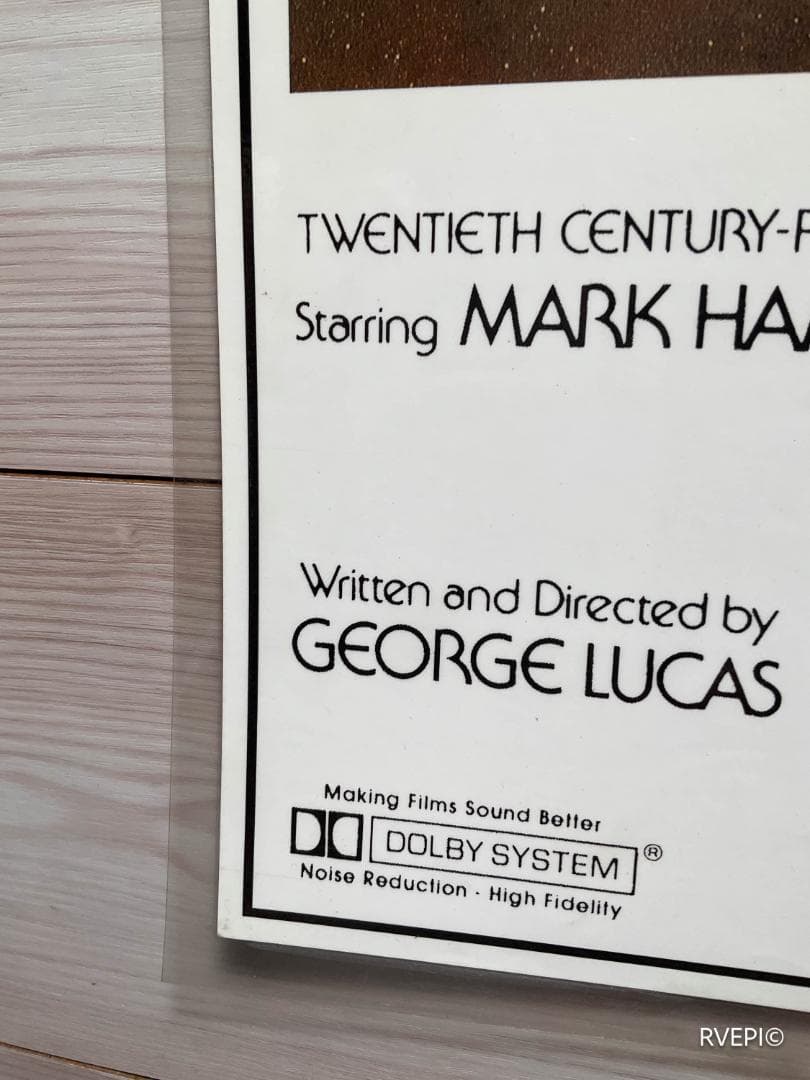 TWENTIETH CENTURY-F
Starring MARK HA
Written and Directed by
GEORGE LUCAS
Making Films Sound Better
DOLBY SYSTEM ®
Noise Reduction · High Fidelity
RVEPI©